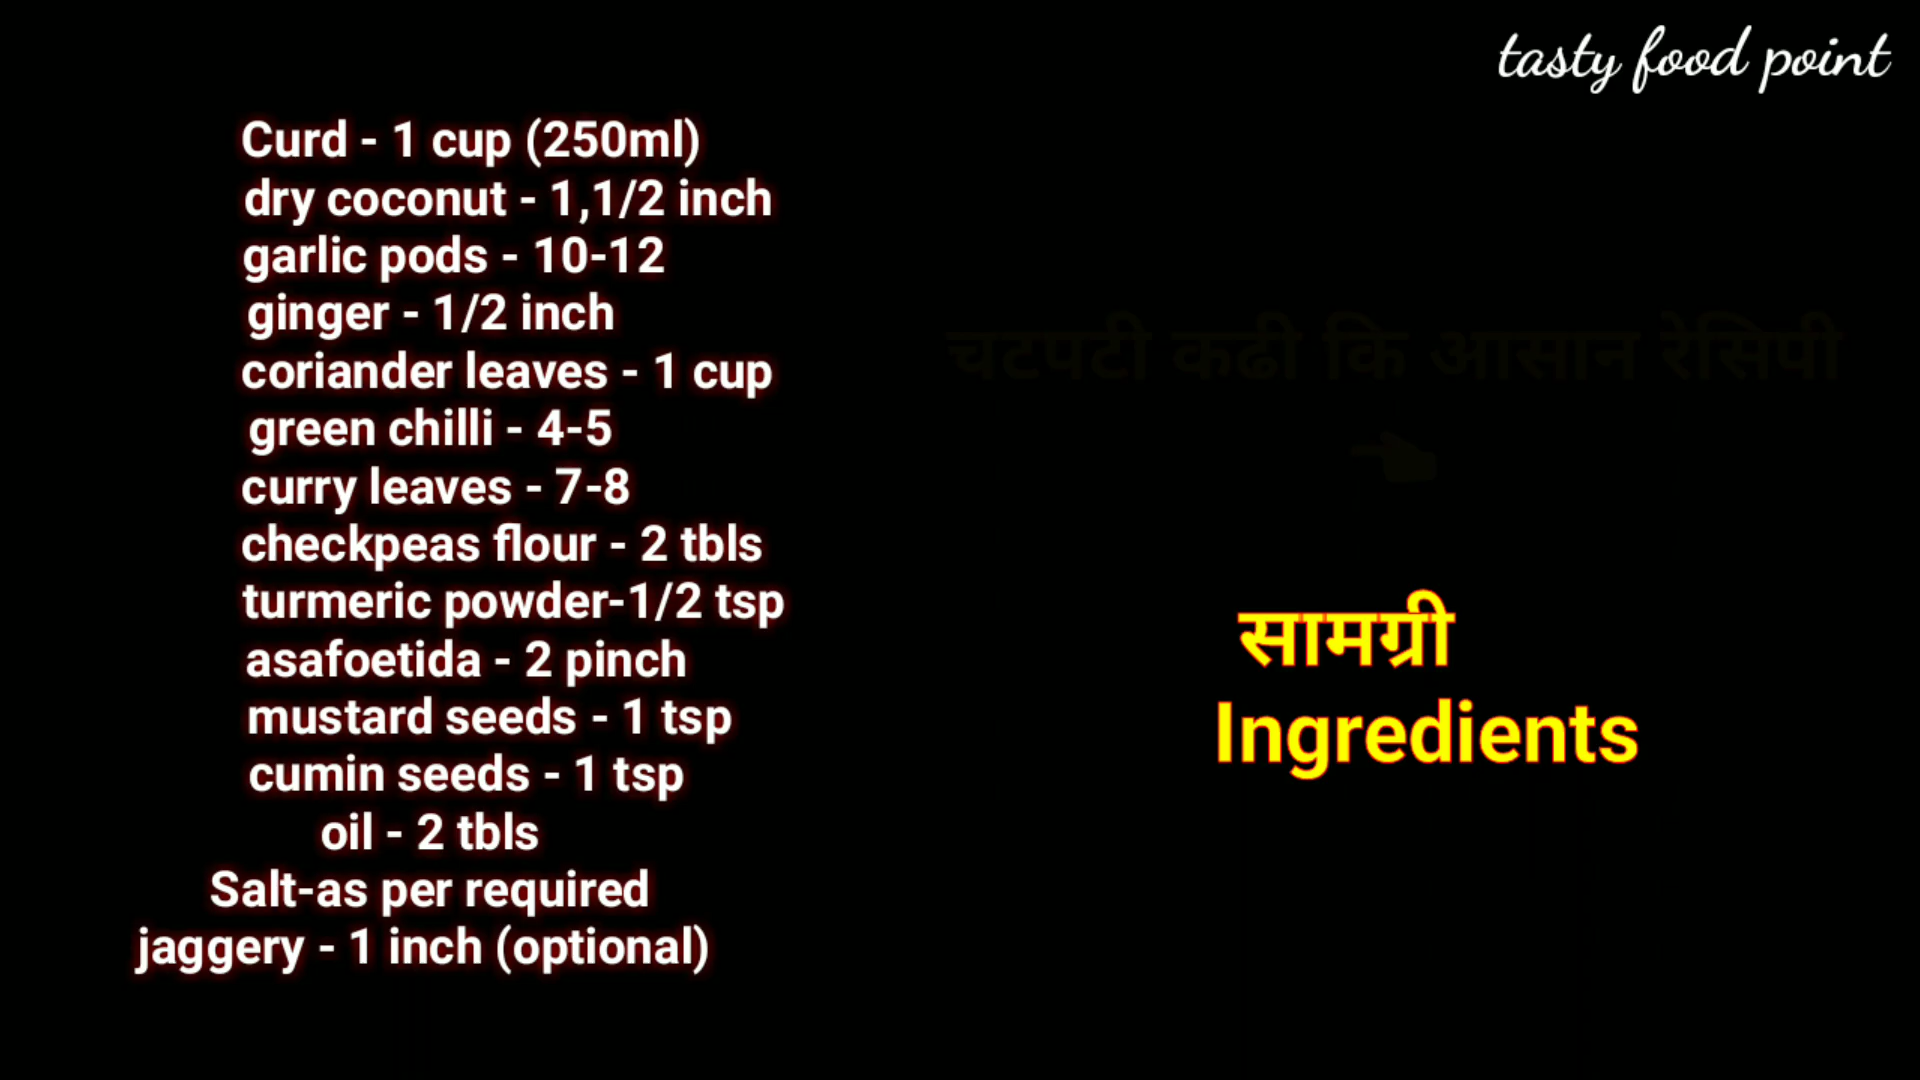 tasty food point
Curd - 1 cup (250ml)
dry coconut - 1,1/2 inch
garlic pods - 10-12
ginger - 1/2 inch
coriander leaves - 1 cup
green chilli - 4-5
curry leaves - 7-8
checkpeas flour - 2 tbls
turmeric powder-1/2 tsp
asafoetida - 2 pinch
mustard seeds - 1 tsp
cumin seeds - 1 tsp
oil - 2 tbls
Salt-as per required
jaggery - 1 inch (optional)
चटपटी कढी कि आसान रेसिपी
सामग्री
Ingredients